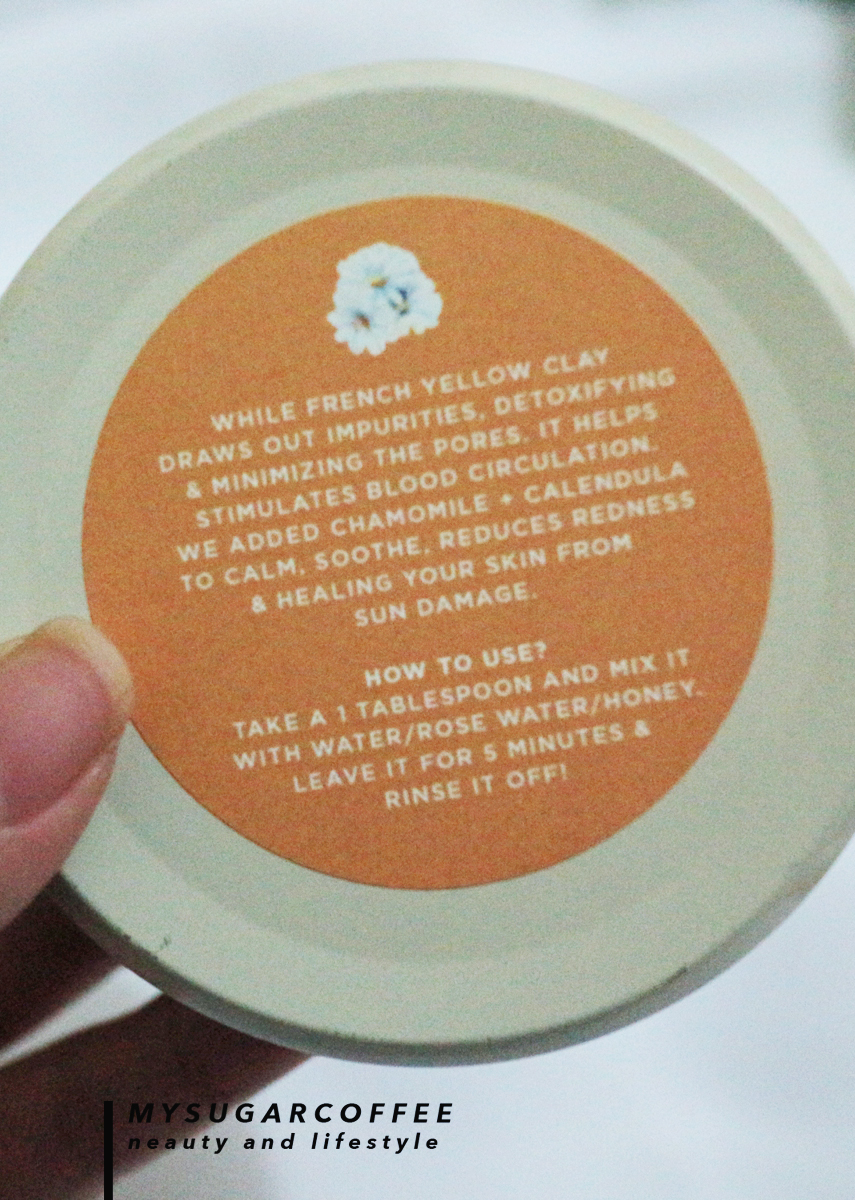 WHILE FRENCH YELLOW CLAY
DRAWS OUT IMPURITIES, DETOXIFYING
& MINIMIZING THE PORES. IT HELPS
STIMULATES BLOOD CIRCULATION.
WE ADDED CHAMOMILE + CALENDULA
TO CALM, SOOTHE, REDUCES REDNESS
& HEALING YOUR SKIN FROM
SUN DAMAGE.
HOW TO USE?
TAKE A 1 TABLESPOON AND MIX IT
WITH WATER/ROSE WATER/HONEY.
LEAVE IT FOR 5 MINUTES &
RINSE IT OFF!
MYSUGARCOFFEE
neauty and lifestyle